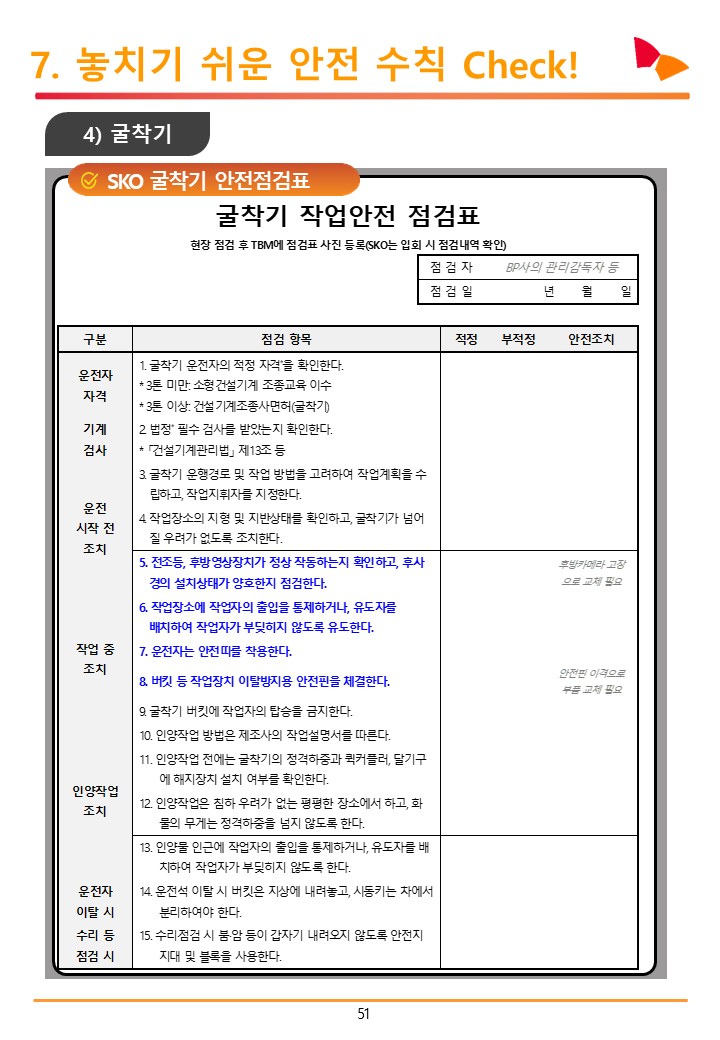 7. 놓치기 쉬운 안전 수칙 Check!
4) 굴착기
SKO 굴착기 안전점검표
굴착기 작업안전 점검표
현장 점검 후 TBM에 점검표 사진 등록(SKO는 입회 시 점검내역 확인)
점 검 자 BP사의 관리감독자 등
점 검 일 년 월 일
구분 점검 항목 적정 부적정 안전조치
운전자
자격
1. 굴착기 운전자의 적정 자격*을 확인한다.
* 3톤 미만: 소형건설기계 조종교육 이수
* 3톤 이상: 건설기계조종사면허(굴착기)
기계
검사
2. 법정* 필수 검사를 받았는지 확인한다.
* 「건설기계관리법」 제13조 등
운전
시작 전
조치
3. 굴착기 운행경로 및 작업 방법을 고려하여 작업계획을 수
립하고, 작업지휘자를 지정한다.
4. 작업장소의 지형 및 지반상태를 확인하고, 굴착기가 넘어
질 우려가 없도록 조치한다.
5. 전조등, 후방영상장치가 정상 작동하는지 확인하고, 후사
경의 설치상태가 양호한지 점검한다.
후방카메라 고장
으로 교체 필요
작업 중
조치
6. 작업장소에 작업자의 출입을 통제하거나, 유도자를
배치하여 작업자가 부딪히지 않도록 유도한다.
7. 운전자는 안전띠를 착용한다.
8. 버킷 등 작업장치 이탈방지용 안전핀을 체결한다.
안전핀 이격으로
부품 교체 필요
9. 굴착기 버킷에 작업자의 탑승을 금지한다.
인양작업
조치
10. 인양작업 방법은 제조사의 작업설명서를 따른다.
11. 인양작업 전에는 굴착기의 정격하중과 퀵커플러, 달기구
에 해지장치 설치 여부를 확인한다.
12. 인양작업은 침하 우려가 없는 평평한 장소에서 하고, 화
물의 무게는 정격하중을 넘지 않도록 한다.
13. 인양물 인근에 작업자의 출입을 통제하거나, 유도자를 배
치하여 작업자가 부딪히지 않도록 한다.
운전자
이탈 시
14. 운전석 이탈 시 버킷은 지상에 내려놓고, 시동키는 차에서
분리하여야 한다.
수리 등
점검 시
15. 수리점검 시 붐·암 등이 갑자기 내려오지 않도록 안전지
지대 및 블록을 사용한다.
51